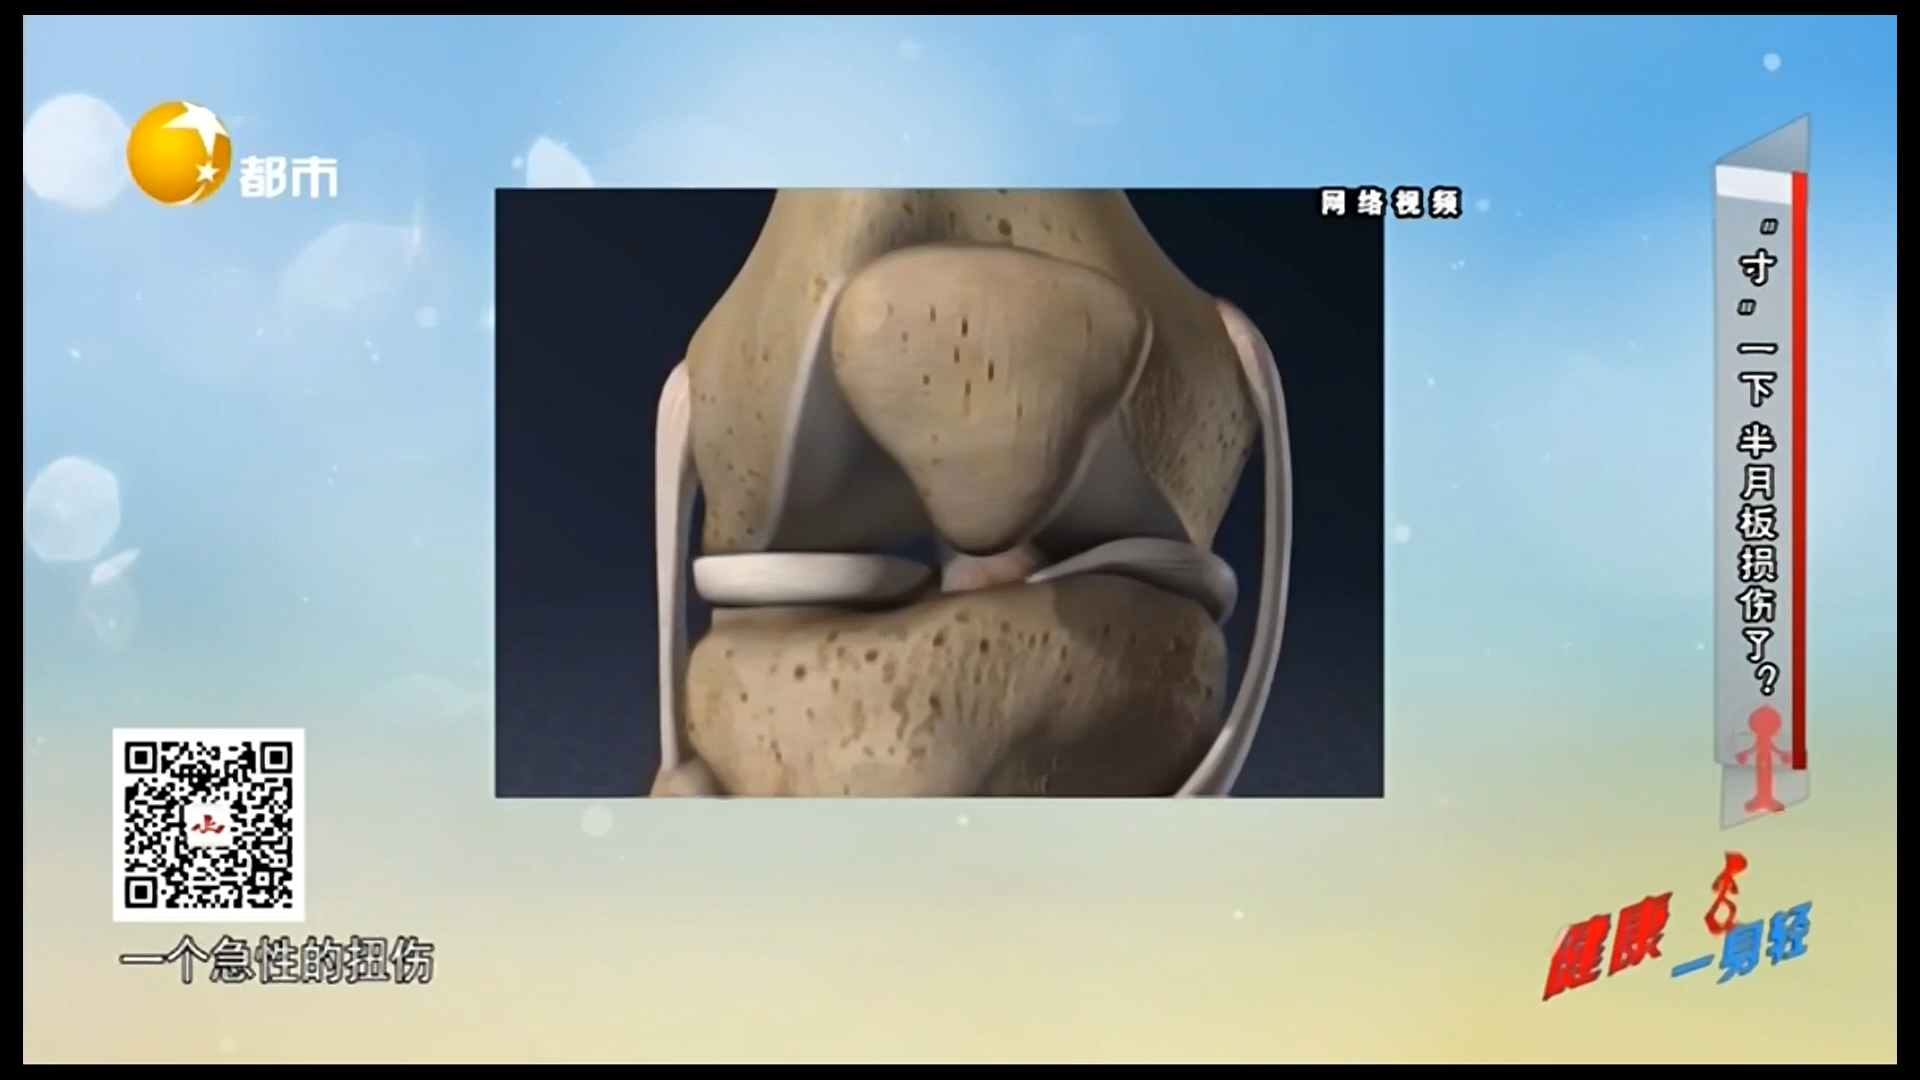 都市
网络视频
“寸”一下半月板损伤了?
一个急性的扭伤
健康一身轻